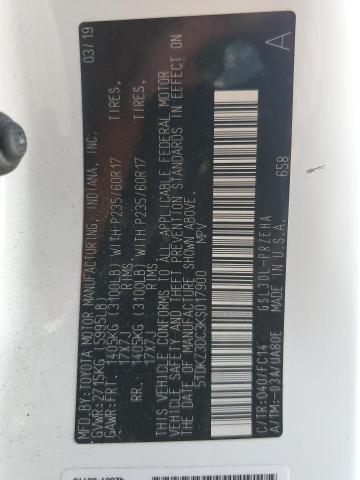 MFD.BY:TOYOTA MOTOR MANUFACTURING, INDIANA, INC. 03/19
GVWR:2715KG (5995LB)
GAWR:FRT. 1405KG (3100LB) WITH P235/60R17 TIRES,
17X7J RIMS.
RR. 1405KG (3100LB) WITH P235/60R17 TIRES,
17X7J RIMS.
THIS VEHICLE CONFORMS TO ALL APPLICABLE FEDERAL MOTOR
VEHICLE SAFETY AND THEFT PREVENTION STANDARDS IN EFFECT ON
THE DATE OF MANUFACTURE SHOWN ABOVE.
5TDKZ3DC3KS017900 MPV
C/TR:040/FC14 GSL30L-PRZEHA
A/TM:-03A/UA80E MADE IN U.S.A.
658
A